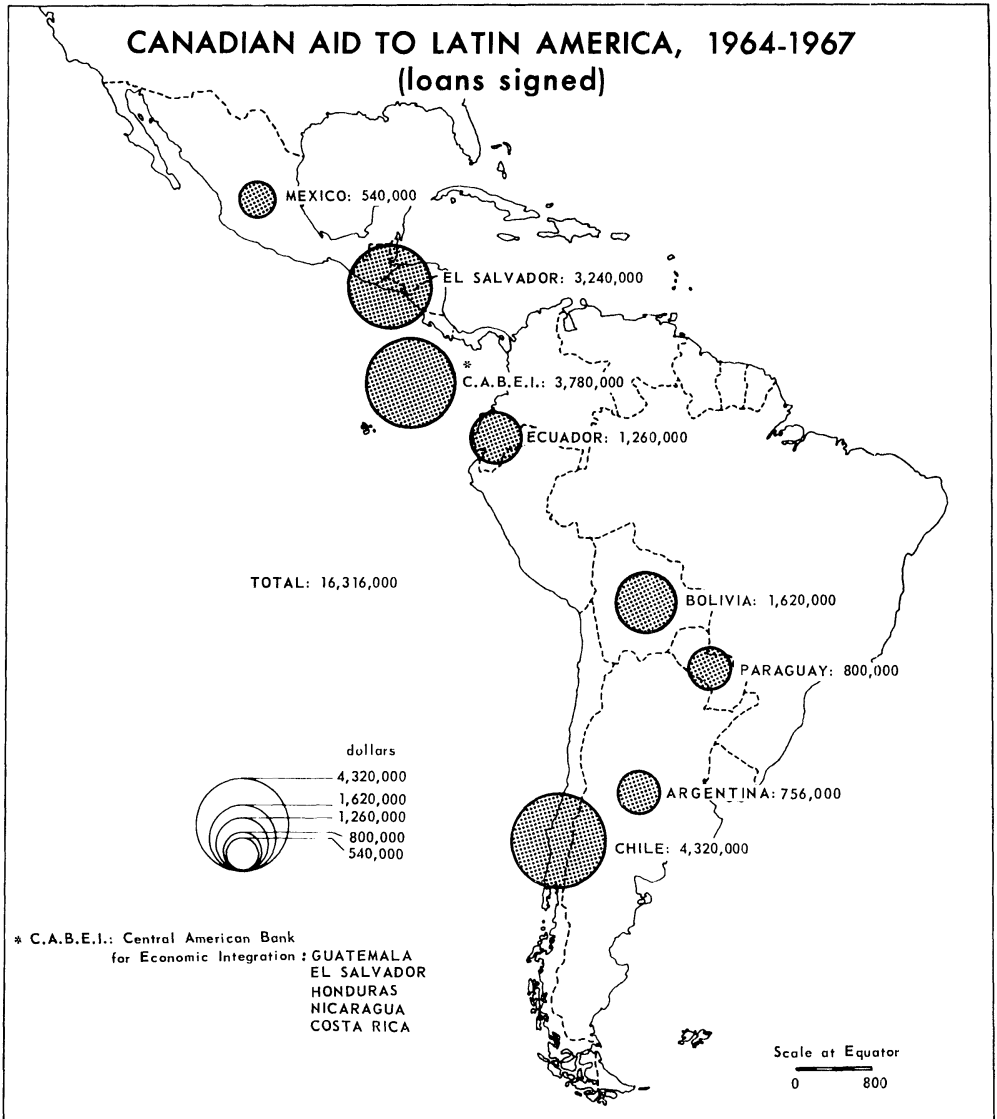 CANADIAN AID TO LATIN AMERICA, 1964-1967
(loans signed)
MEXICO: 540,000
EL SALVADOR: 3,240,000
*
C.A.B.E.I.: 3,780,000
ECUADOR: 1,260,000
TOTAL: 16,316,000
BOLIVIA: 1,620,000
PARAGUAY: 800,000
ARGENTINA: 756,000
CHILE: 4,320,000
dollars
4,320,000
1,620,000
1,260,000
800,000
540,000
* C.A.B.E.I.: Central American Bank
for Economic Integration : GUATEMALA
EL SALVADOR
HONDURAS
NICARAGUA
COSTA RICA
Scale at Equator
0 800